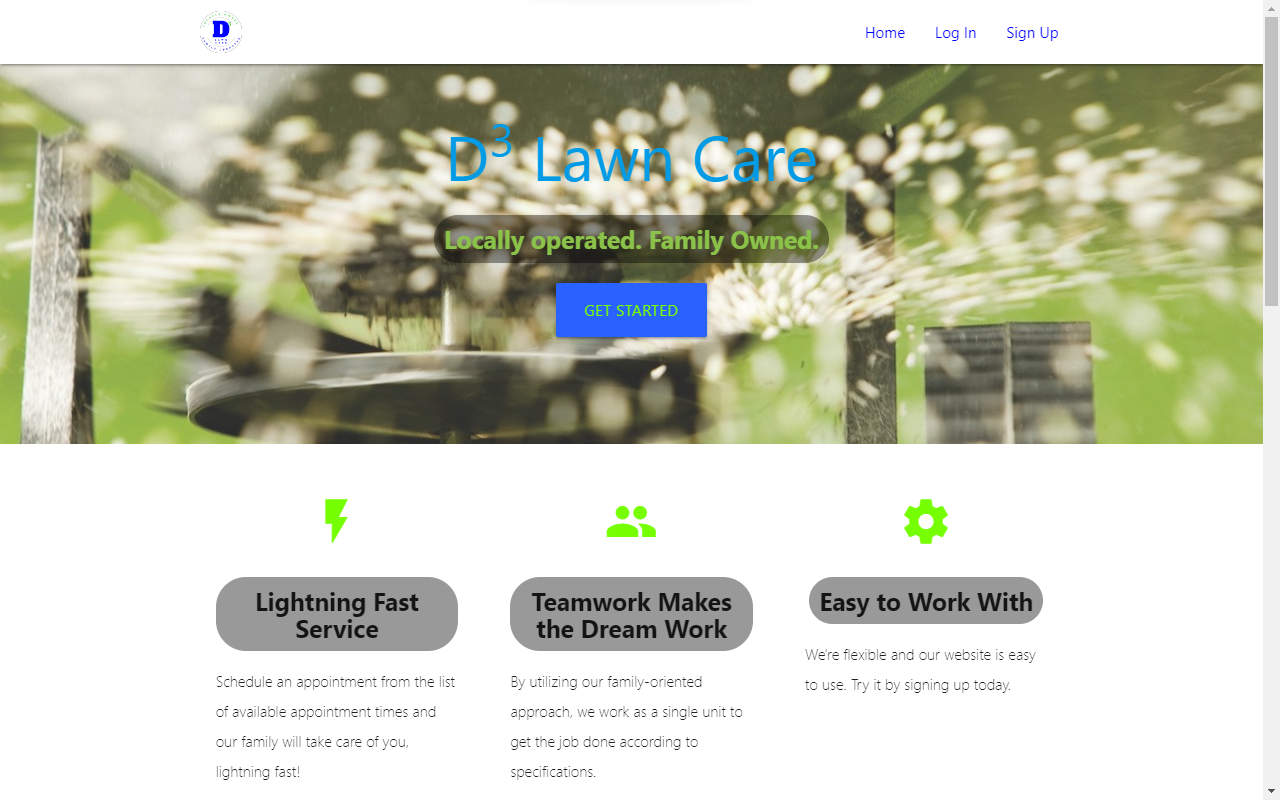 D
Home
Log In
Sign Up
D³ Lawn Care
Locally operated. Family Owned.
GET STARTED
Lightning Fast
Service
Schedule an appointment from the list
of available appointment times and
our family will take care of you,
lightning fast!
Teamwork Makes
the Dream Work
By utilizing our family-oriented
approach, we work as a single unit to
get the job done according to
specifications.
Easy to Work With
We're flexible and our website is easy
to use. Try it by signing up today.